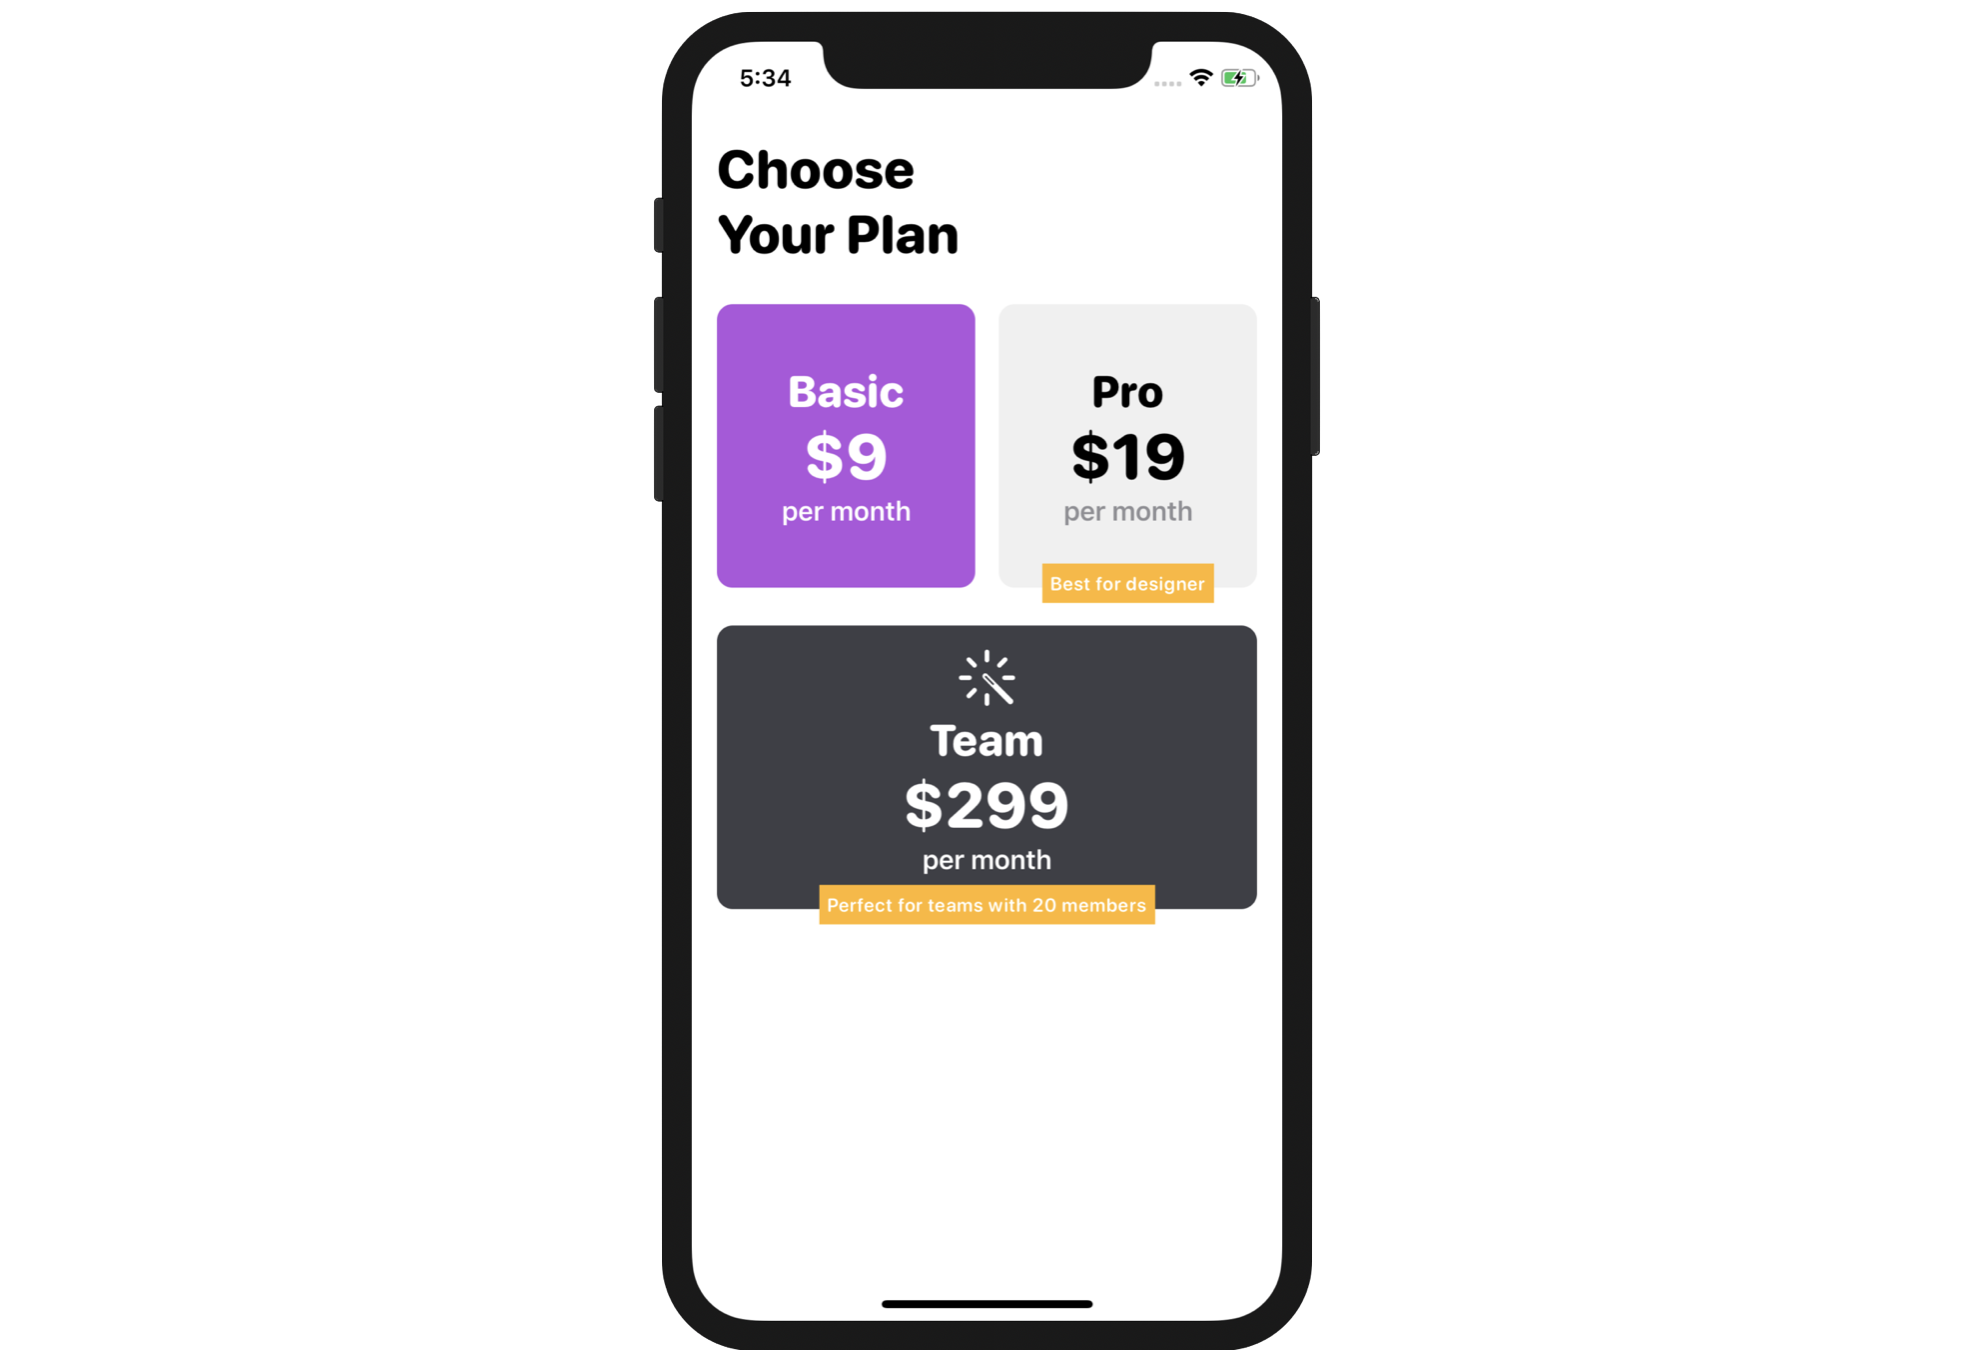 5:34
Choose
Your Plan
Basic
$9
per month
Pro
$19
per month
Best for designer
Team
$299
per month
Perfect for teams with 20 members